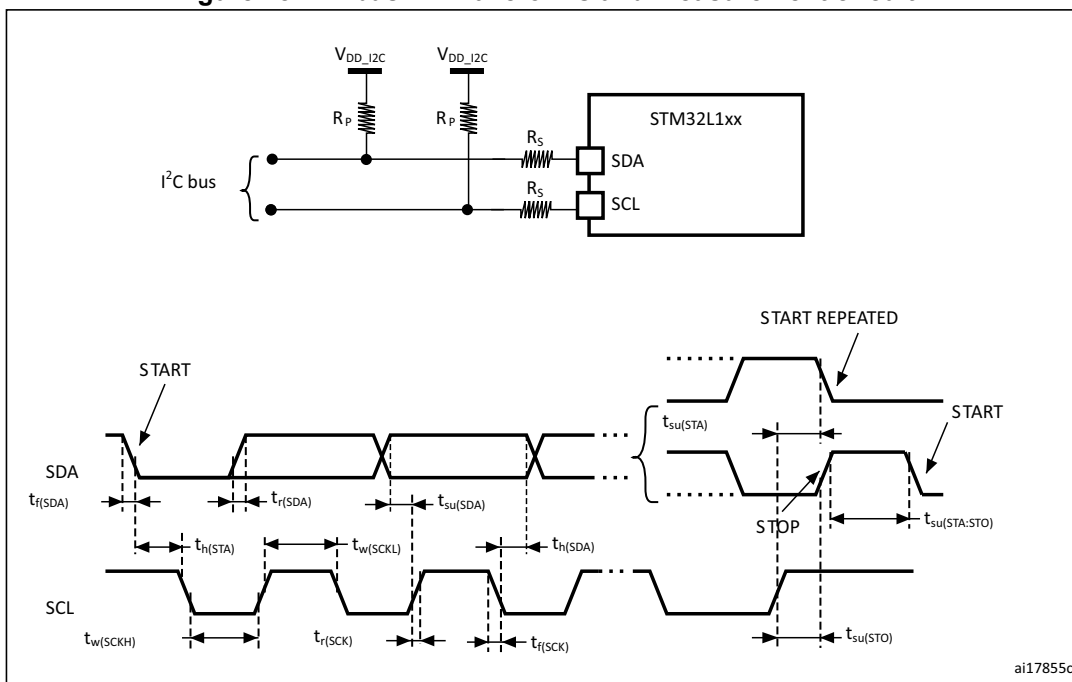 V_DD_I2C V_DD_I2C
R_P R_P
STM32L1xx
R_S
SDA
I²C bus
R_S
SCL
START REPEATED
START
START
t_su(STA)
SDA
t_f(SDA)
t_r(SDA)
t_su(SDA)
STOP
t_su(STA:STO)
t_h(STA)
t_w(SCKL)
t_h(SDA)
SCL
t_w(SCKH)
t_r(SCK)
t_f(SCK)
t_su(STO)